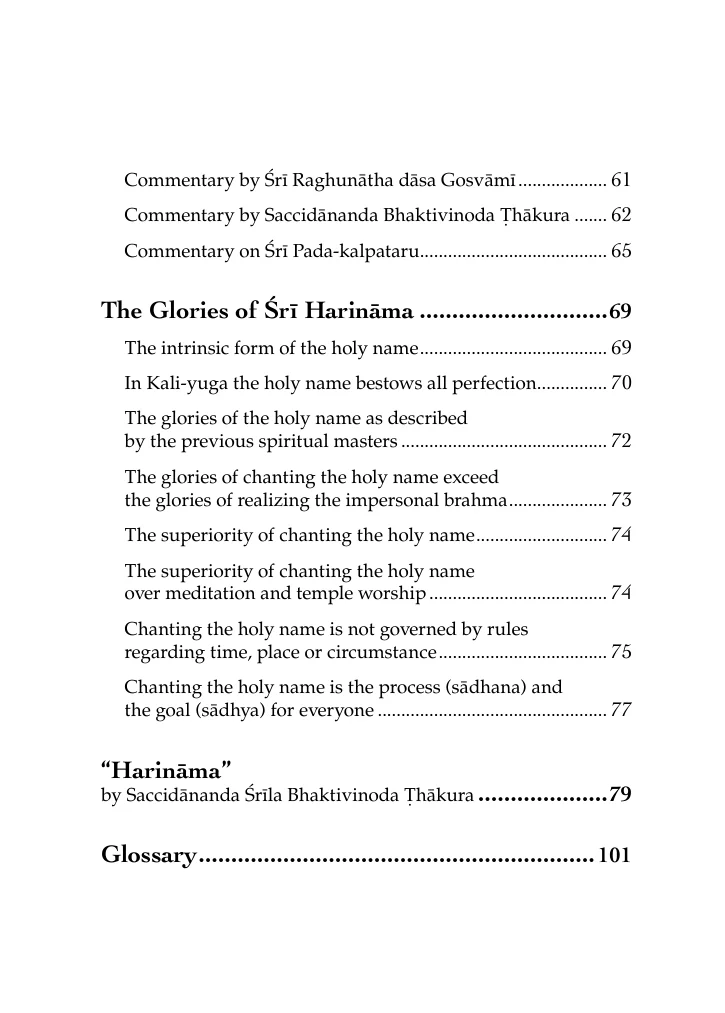 Commentary by Śrī Raghunātha dāsa Gosvāmī ................... 61
Commentary by Saccidānanda Bhaktivinoda Ṭhākura ....... 62
Commentary on Śrī Pada-kalpataru........................................ 65
The Glories of Śrī Harināma .............................69
The intrinsic form of the holy name........................................ 69
In Kali-yuga the holy name bestows all perfection............... 70
The glories of the holy name as described
by the previous spiritual masters ............................................ 72
The glories of chanting the holy name exceed
the glories of realizing the impersonal brahma..................... 73
The superiority of chanting the holy name............................ 74
The superiority of chanting the holy name
over meditation and temple worship ...................................... 74
Chanting the holy name is not governed by rules
regarding time, place or circumstance.................................... 75
Chanting the holy name is the process (sādhana) and
the goal (sādhya) for everyone ................................................. 77
“Harināma”
by Saccidānanda Śrīla Bhaktivinoda Ṭhākura ....................79
Glossary............................................................. 101